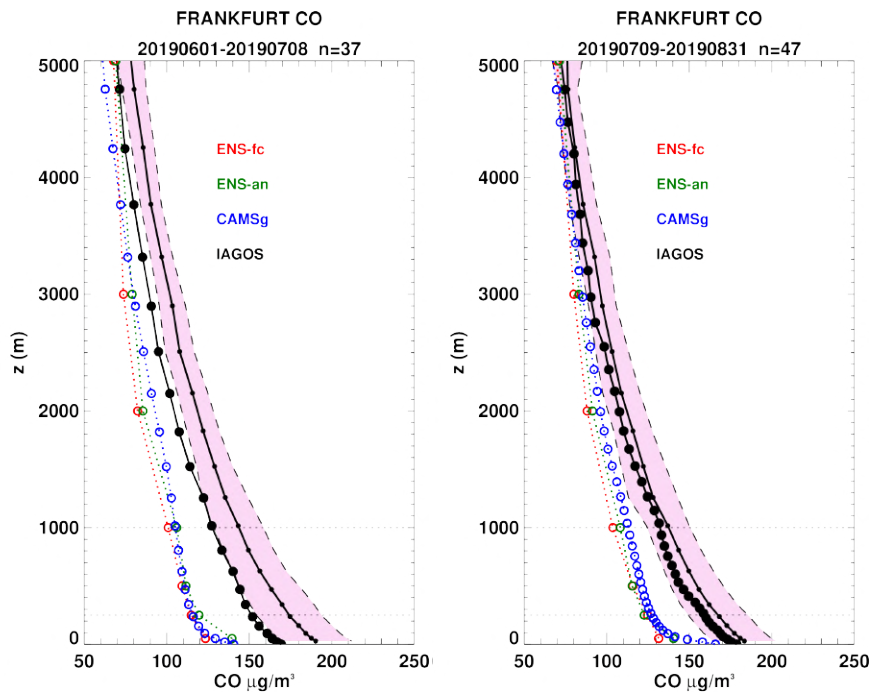 FRANKFURT CO
20190601-20190708 n=37
5000
4000
3000
2000
1000
0
z (m)
ENS-fc
ENS-an
CAMSg
IAGOS
50 100 150 200 250
CO μg/m³
FRANKFURT CO
20190709-20190831 n=47
5000
4000
3000
2000
1000
0
z (m)
ENS-fc
ENS-an
CAMSg
IAGOS
50 100 150 200 250
CO μg/m³